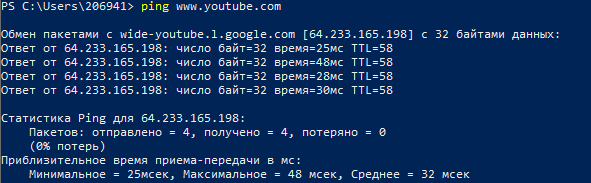 PS C:\Users\206941> ping www.youtube.com
Обмен пакетами с wide-youtube.l.google.com [64.233.165.198] с 32 байтами данных:
Ответ от 64.233.165.198: число байт=32 время=25мс TTL=58
Ответ от 64.233.165.198: число байт=32 время=48мс TTL=58
Ответ от 64.233.165.198: число байт=32 время=28мс TTL=58
Ответ от 64.233.165.198: число байт=32 время=30мс TTL=58
Статистика Ping для 64.233.165.198:
Пакетов: отправлено = 4, получено = 4, потеряно = 0
(0% потерь)
Приблизительное время приема-передачи в мс:
Минимальное = 25мсек, Максимальное = 48 мсек, Среднее = 32 мсек